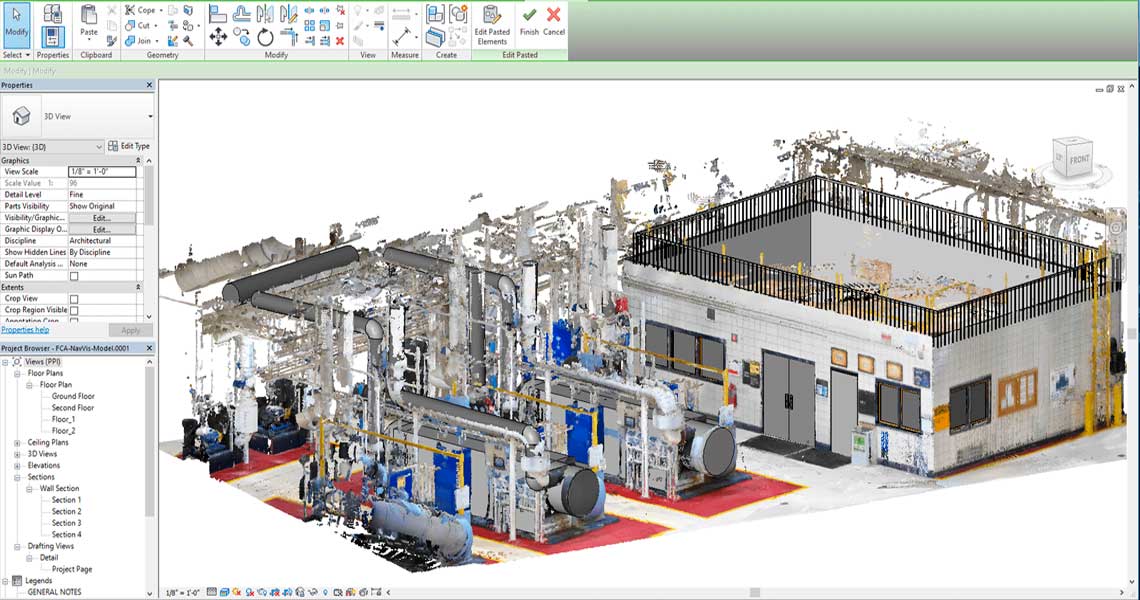 Cope
Cut
Join
Modify
Paste
Edit Pasted
Elements
Finish
Cancel
Select
Properties
Clipboard
Geometry
Modify
View
Measure
Create
Edit Pasted
Modify | Modify
Properties
3D View
3D View: {3D}
Edit Type
Graphics
View Scale
1/8" = 1'-0"
Scale Value 1:
96
Detail Level
Fine
Parts Visibility
Show Original
Visibility/Graphic...
Edit...
Graphic Display O...
Edit...
Discipline
Architectural
Show Hidden Lines
By Discipline
Default Analysis ...
None
Sun Path
Extents
Crop View
Crop Region Visible
Annotation Crop
Properties help
Apply
Project Browser - FCA-NavVis-Model.0001
Views (PPI)
Floor Plans
Floor Plan
Ground Floor
Second Floor
Floor_1
Floor_2
Ceiling Plans
3D Views
Elevations
Sections
Wall Section
Section 1
Section 2
Section 3
Section 4
Drafting Views
Detail
Project Page
Legends
GENERAL NOTES
FRONT
1/8" = 1'-0"